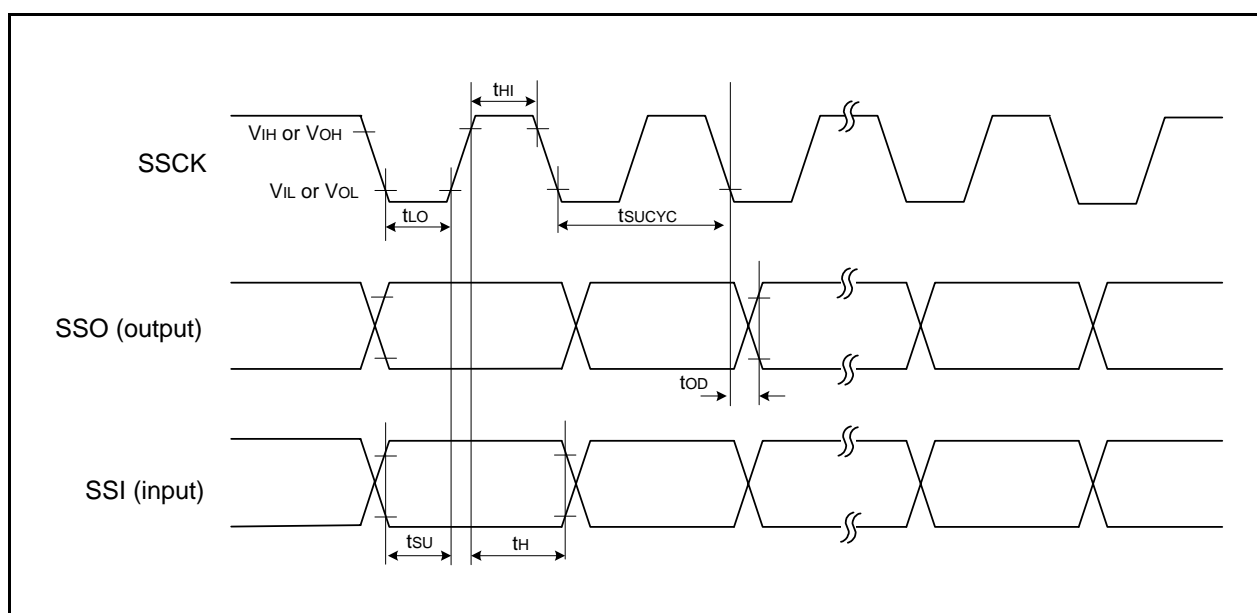 tHI
VIH or VOH
SSCK
VIL or VOL
tLO
tSUCYC
SSO (output)
tOD
SSI (input)
tSU
tH